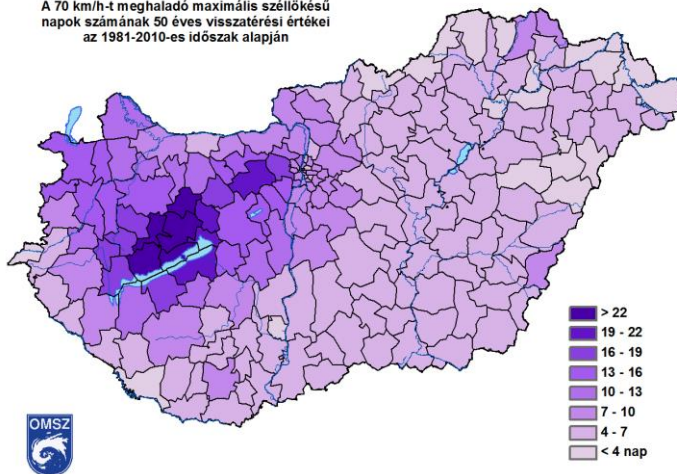 A 70 km/h-t meghaladó maximális széllökésű
napok számának 50 éves visszatérési értékei
az 1981-2010-es időszak alapján
> 22
19 - 22
16 - 19
13 - 16
10 - 13
7 - 10
4 - 7
< 4 nap
OMSZ